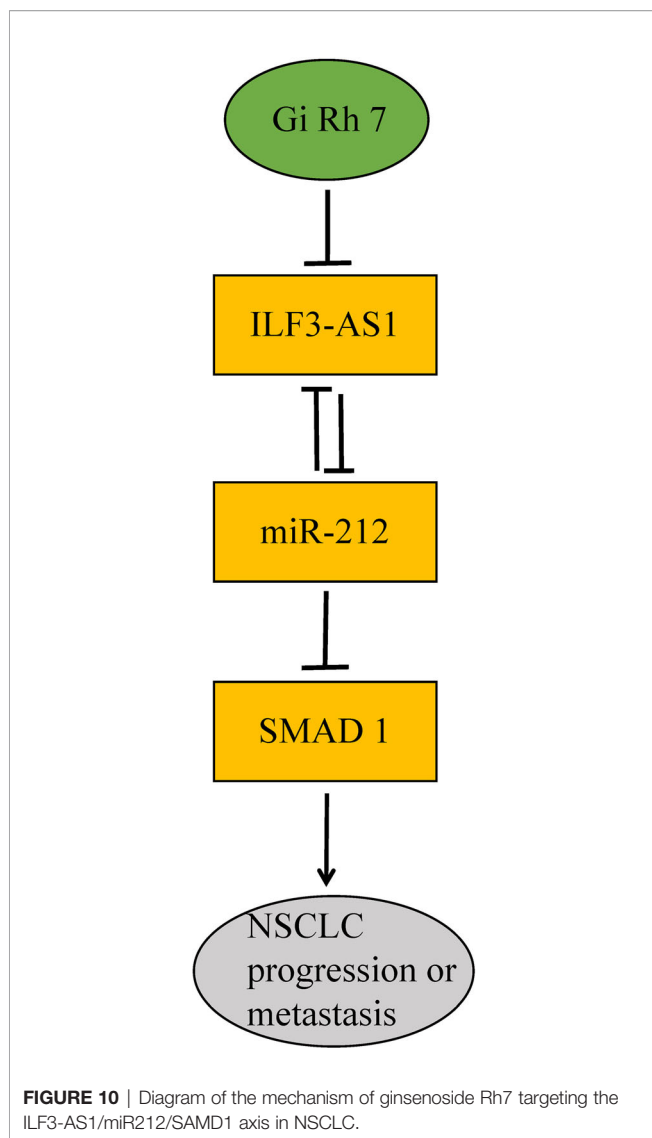 Gi Rh 7
ILF3-AS1
miR-212
SMAD 1
NSCLC
progression or
metastasis
FIGURE 10 | Diagram of the mechanism of ginsenoside Rh7 targeting the
ILF3-AS1/miR212/SAMD1 axis in NSCLC.